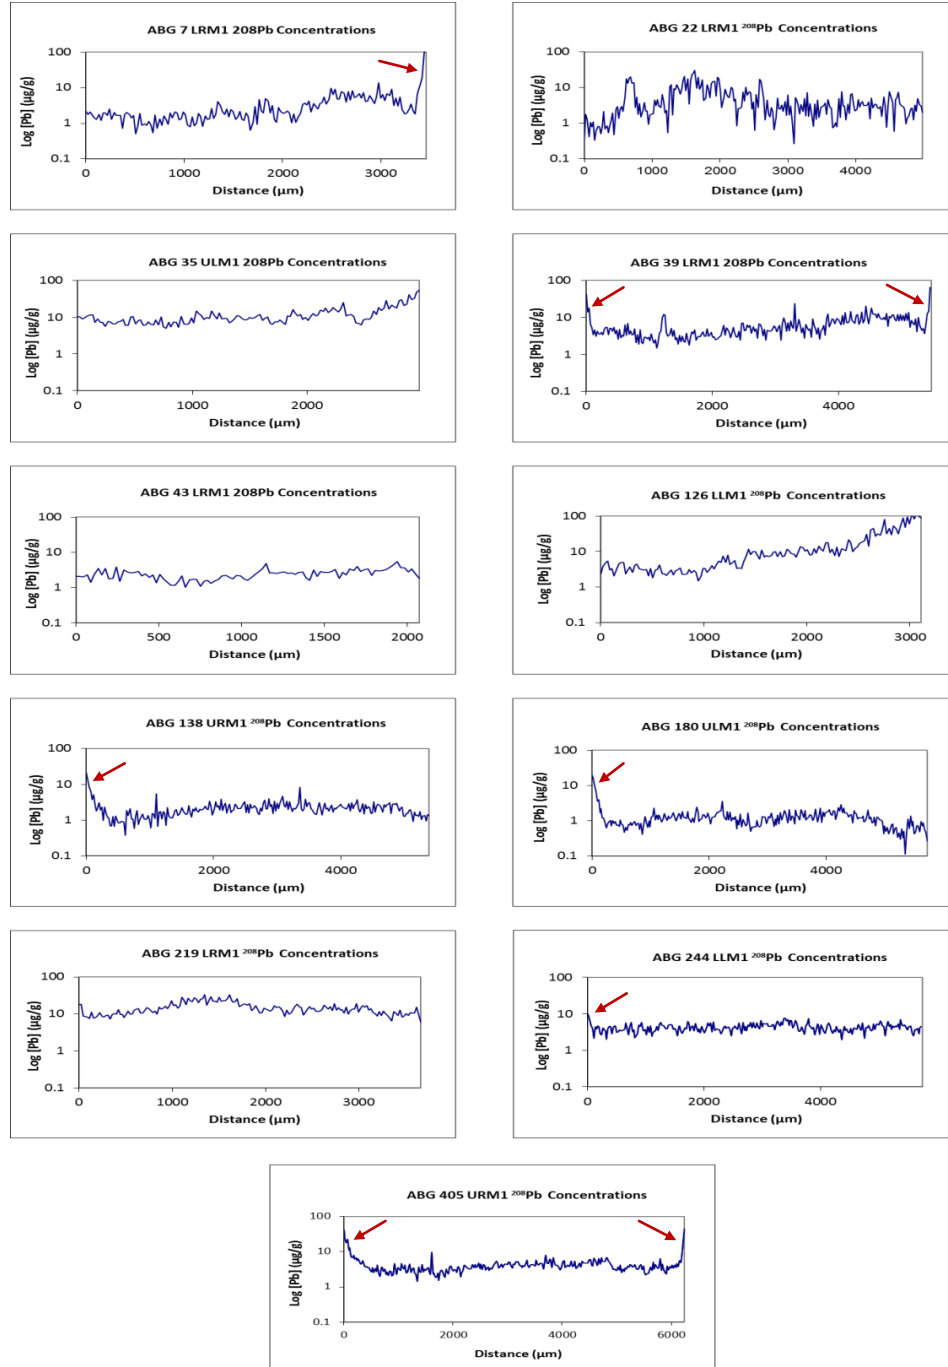 ABG 7 LRM1 208Pb Concentrations
Log [Pb] (µg/g)
100
10
1
0.1
0 1000 2000 3000
Distance (µm)
ABG 22 LRM1 ²⁰⁸Pb Concentrations
Log [Pb] (µg/g)
100
10
1
0.1
0 1000 2000 3000 4000
Distance (µm)
ABG 35 ULM1 208Pb Concentrations
Log [Pb] (µg/g)
100
10
1
0.1
0 1000 2000
Distance (µm)
ABG 39 LRM1 208Pb Concentrations
Log [Pb] (µg/g)
100
10
1
0.1
0 2000 4000
Distance (µm)
ABG 43 LRM1 208Pb Concentrations
Log [Pb] (µg/g)
100
10
1
0.1
0 500 1000 1500 2000
Distance (µm)
ABG 126 LLM1 ²⁰⁸Pb Concentrations
Log [Pb] (µg/g)
100
10
1
0.1
0 1000 2000 3000
Distance (µm)
ABG 138 URM1 ²⁰⁸Pb Concentrations
Log [Pb] (µg/g)
100
10
1
0.1
0 2000 4000
Distance (µm)
ABG 180 ULM1 ²⁰⁸Pb Concentrations
Log [Pb] (µg/g)
100
10
1
0.1
0 2000 4000
Distance (µm)
ABG 219 LRM1 ²⁰⁸Pb Concentrations
Log [Pb] (µg/g)
100
10
1
0.1
0 1000 2000 3000
Distance (µm)
ABG 244 LLM1 ²⁰⁸Pb Concentrations
Log [Pb] (µg/g)
100
10
1
0.1
0 2000 4000
Distance (µm)
ABG 405 URM1 ²⁰⁸Pb Concentrations
Log [Pb] (µg/g)
100
10
1
0.1
0 2000 4000 6000
Distance (µm)